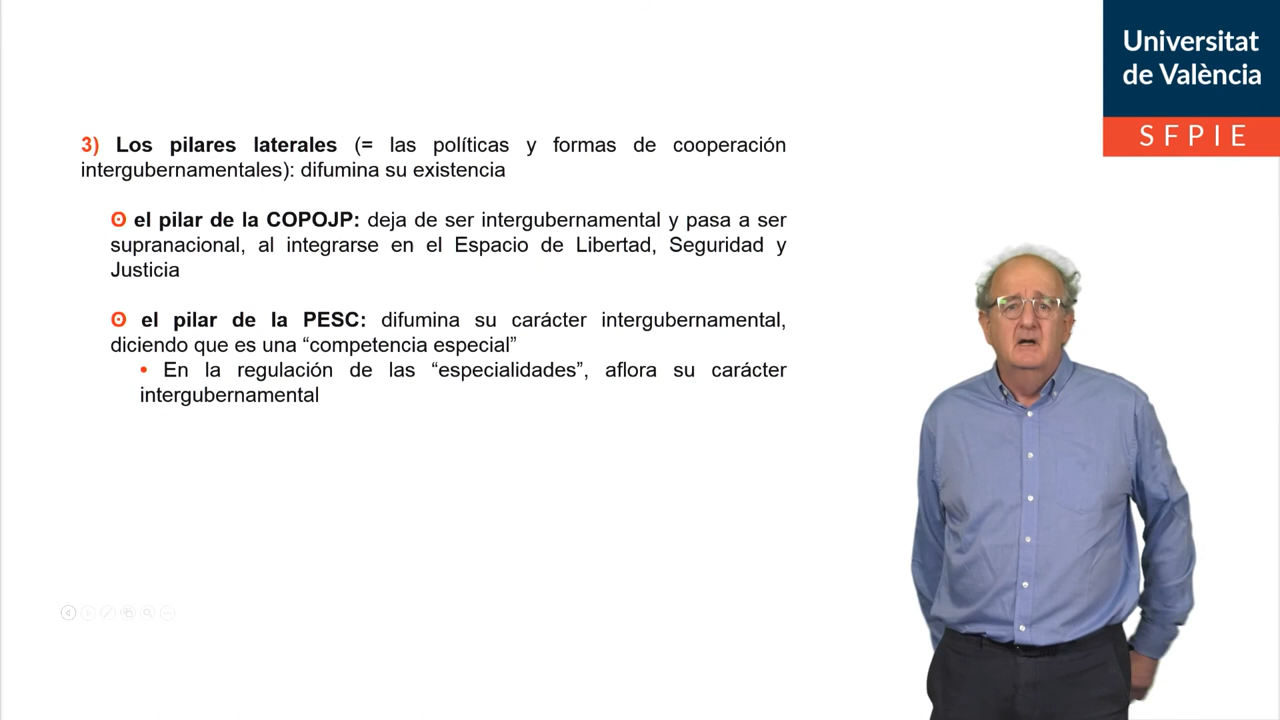 Universitat
de València
SFPIE
3) Los pilares laterales (= las políticas y formas de cooperación
intergubernamentales): difumina su existencia
ʘ el pilar de la COPOJP: deja de ser intergubernamental y pasa a ser
supranacional, al integrarse en el Espacio de Libertad, Seguridad y
Justicia
ʘ el pilar de la PESC: difumina su carácter intergubernamental,
diciendo que es una “competencia especial”
• En la regulación de las “especialidades”, aflora su carácter
intergubernamental